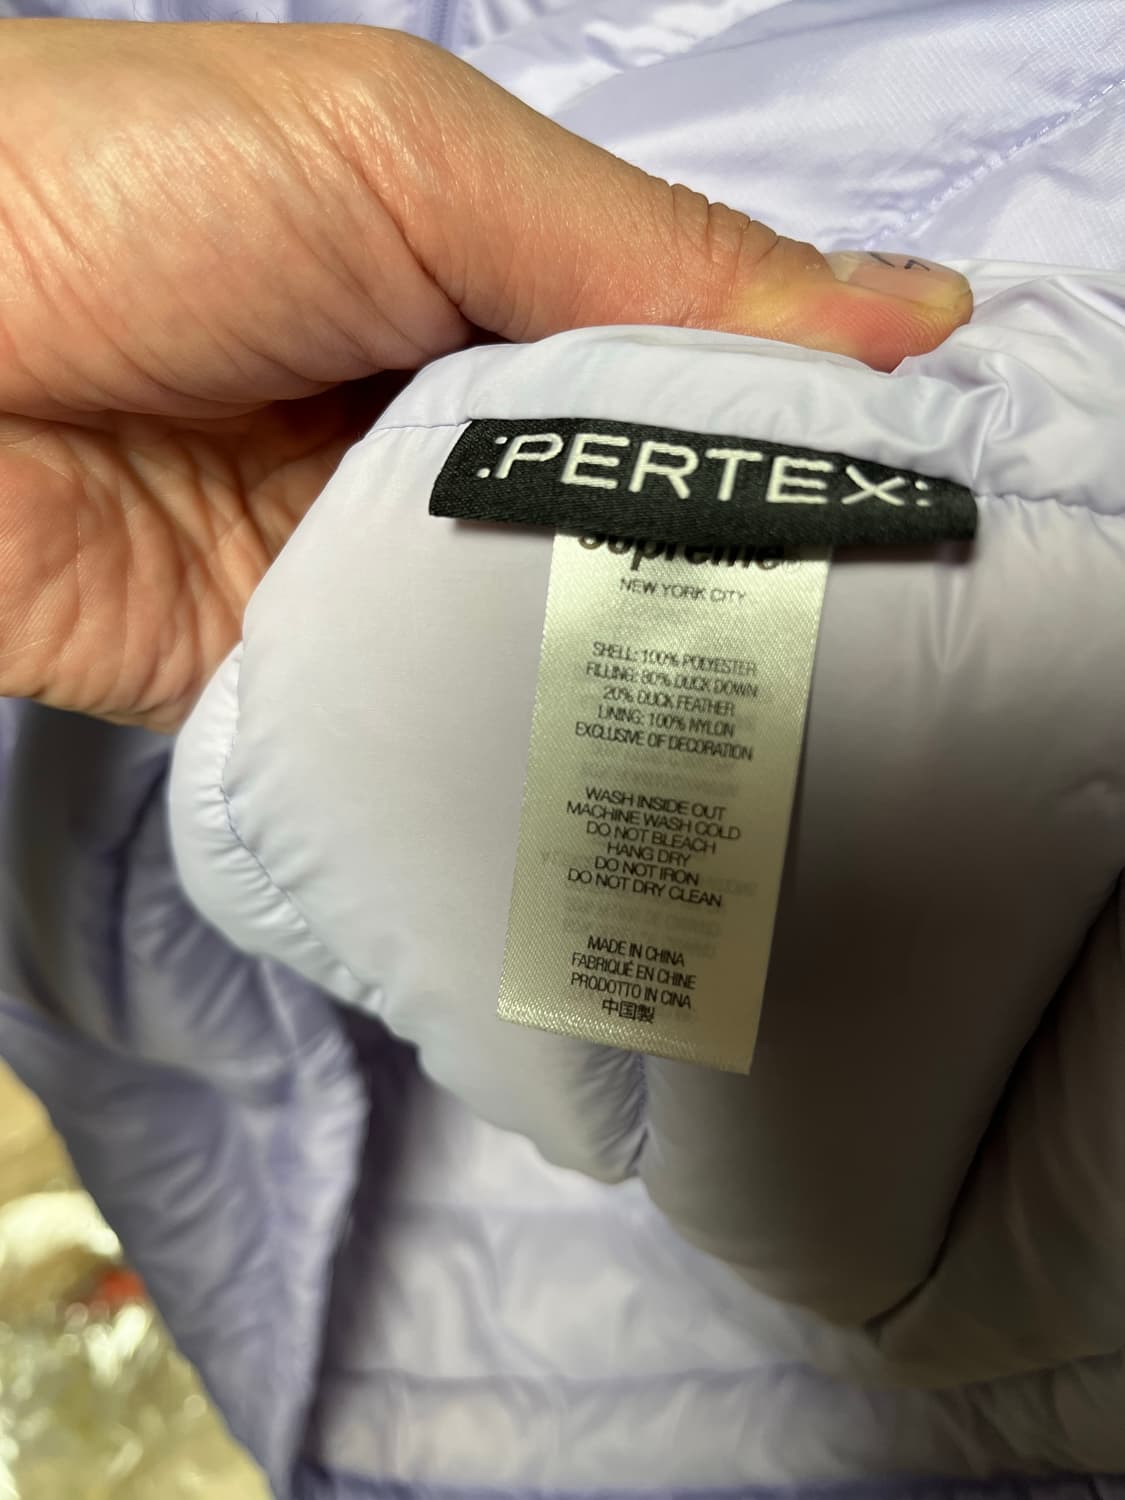 :PERTEX:
Supreme®
NEW YORK CITY
SHELL: 100% POLYESTER
FILLING: 80% DUCK DOWN
20% DUCK FEATHER
LINING: 100% NYLON
EXCLUSIVE OF DECORATION
WASH INSIDE OUT
MACHINE WASH COLD
DO NOT BLEACH
HANG DRY
DO NOT IRON
DO NOT DRY CLEAN
MADE IN CHINA
FABRIQUÉ EN CHINE
PRODOTTO IN CINA
中国製